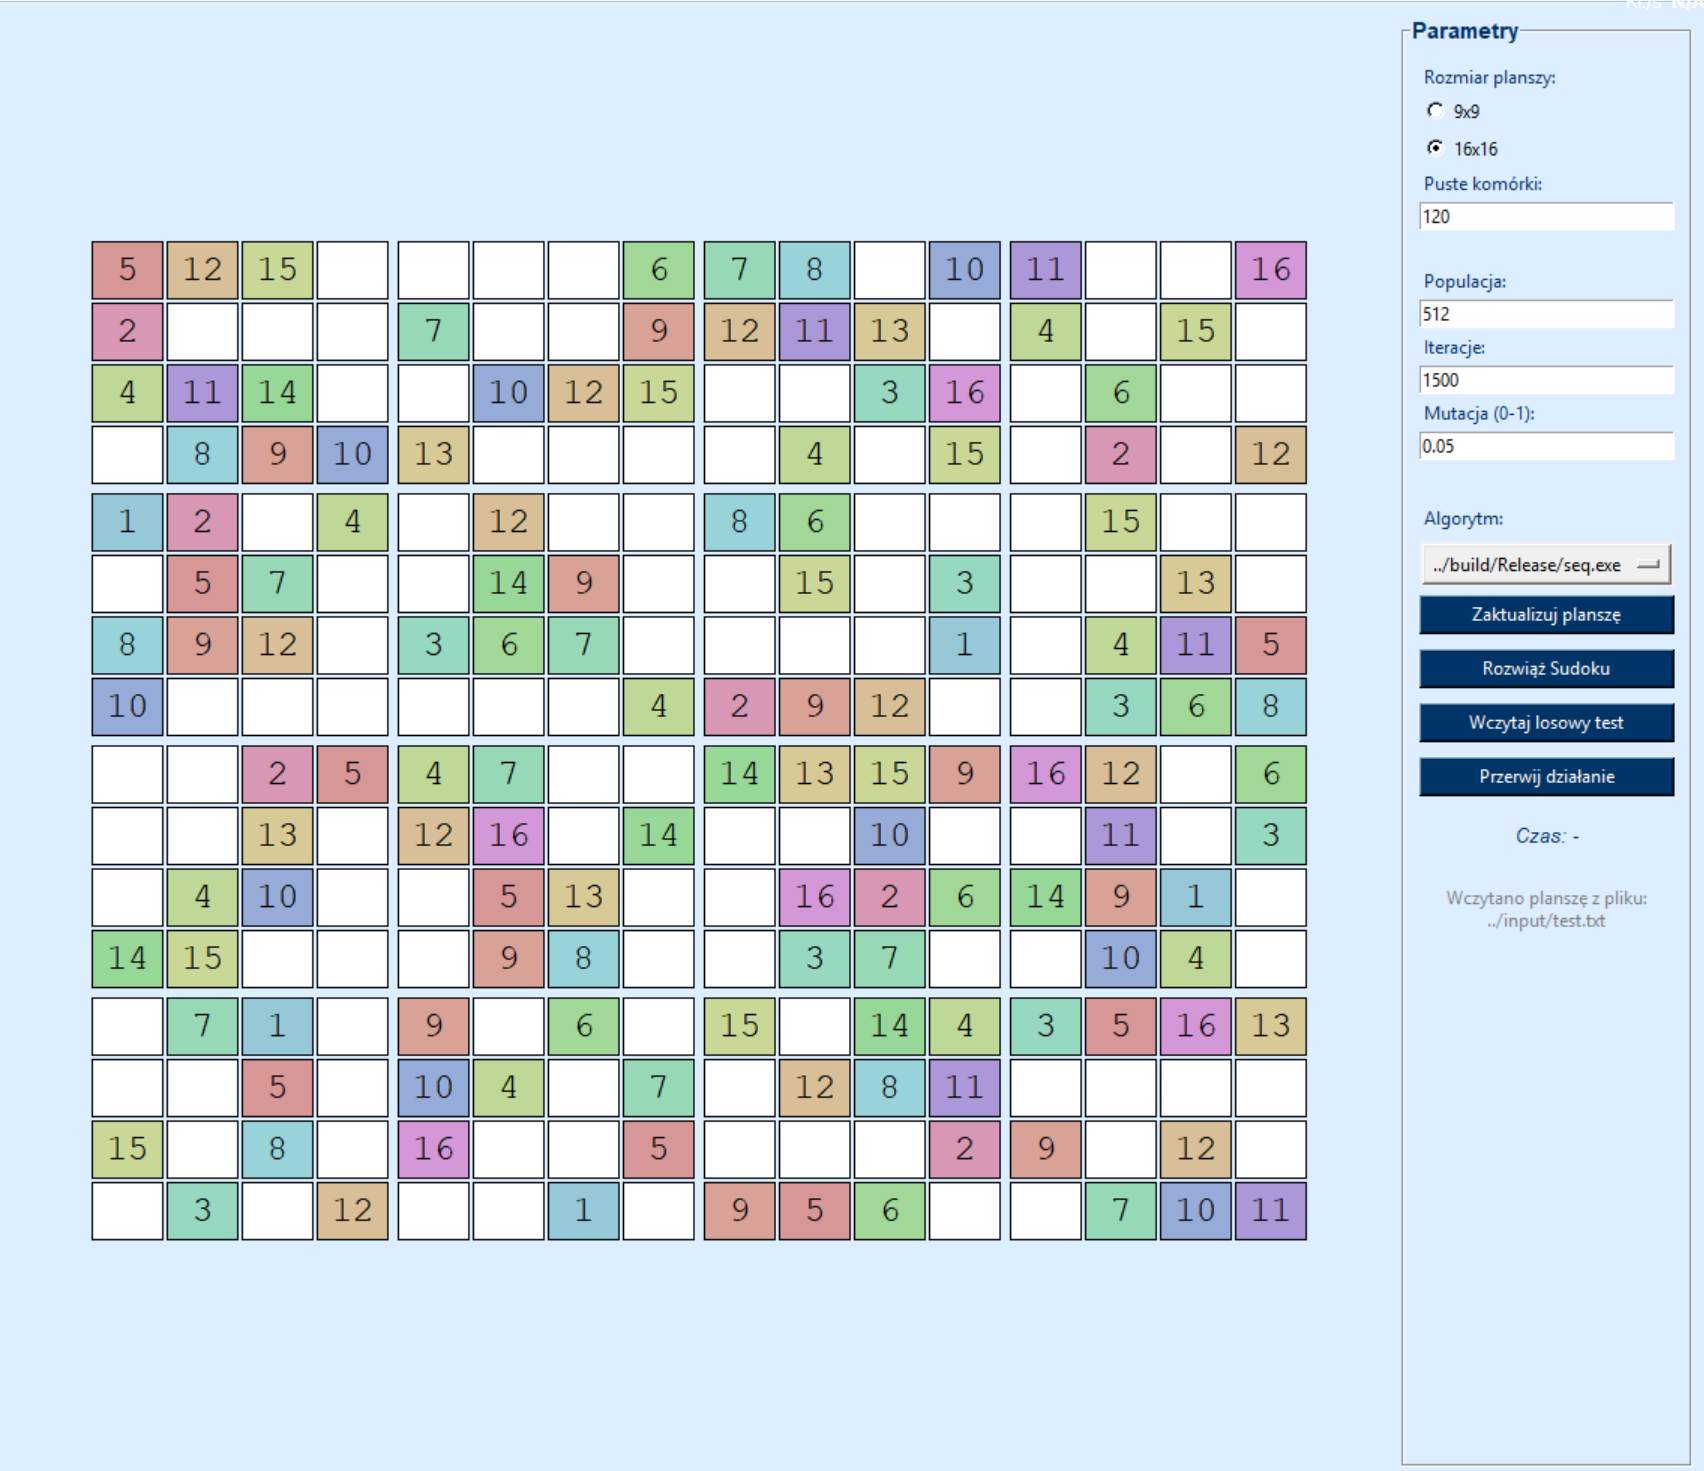 Parametry
Rozmiar planszy:
9x9
16x16
Puste komórki:
120
Populacja:
512
Iteracje:
1500
Mutacja (0-1):
0.05
Algorytm:
../build/Release/seq.exe
Zaktualizuj planszę
Rozwiąż Sudoku
Wczytaj losowy test
Przerwij działanie
Czas: -
Wczytano planszę z pliku:
../input/test.txt
5 12 15 6 7 8 10 11 16
2 7 9 12 11 13 4 15
4 11 14 10 12 15 3 16 6
8 9 10 13 4 15 2 12
1 2 4 12 8 6 15
5 7 14 9 15 3 13
8 9 12 3 6 7 1 4 11 5
10 4 2 9 12 3 6 8
2 5 4 7 14 13 15 9 16 12 6
13 12 16 14 10 11 3
4 10 5 13 16 2 6 14 9 1
14 15 9 8 3 7 10 4
7 1 9 6 15 14 4 3 5 16 13
5 10 4 7 12 8 11
15 8 16 5 2 9 12
3 12 1 9 5 6 7 10 11